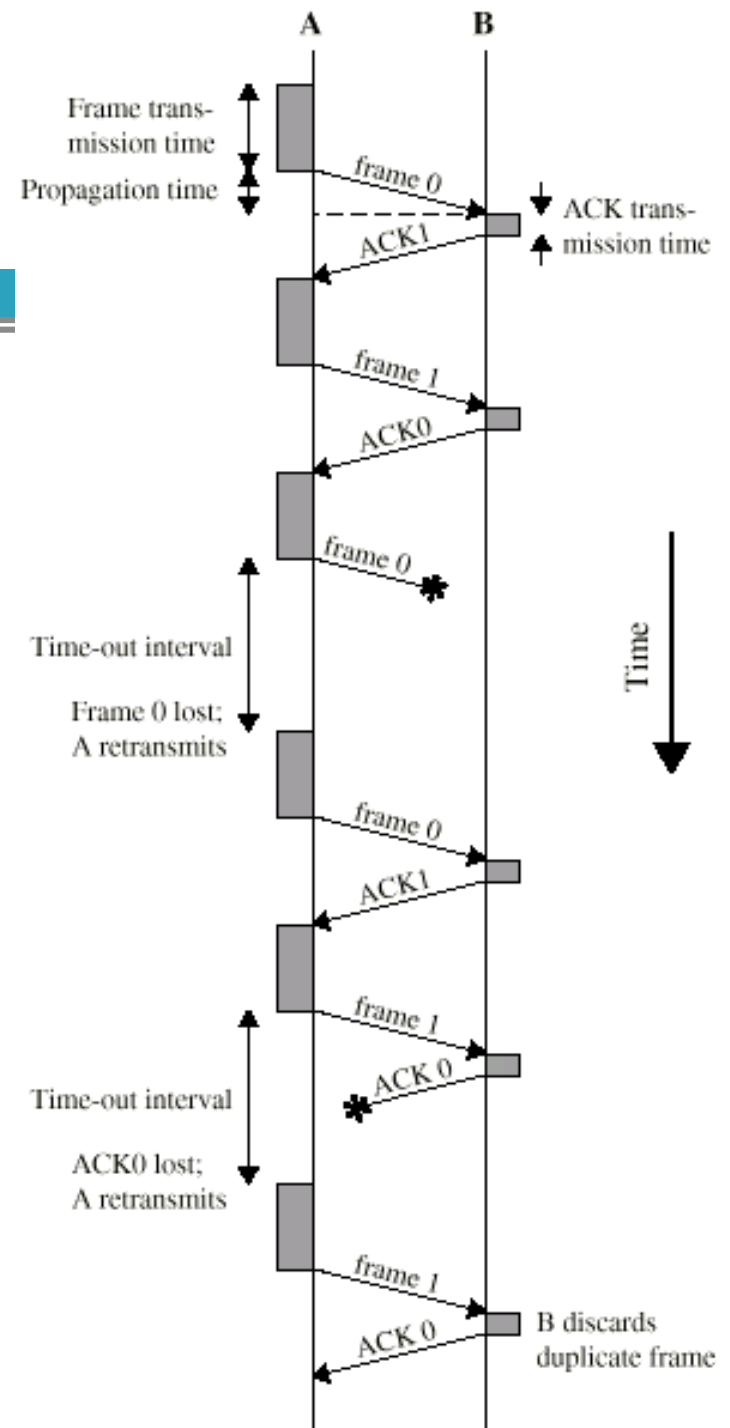 A
B
Frame trans-
mission time
Propagation time
frame 0
ACK trans-
mission time
ACK1
frame 1
ACK0
frame 0
Time-out interval
Time
Frame 0 lost;
A retransmits
frame 0
ACK1
frame 1
ACK 0
Time-out interval
ACK0 lost;
A retransmits
frame 1
ACK 0
B discards
duplicate frame